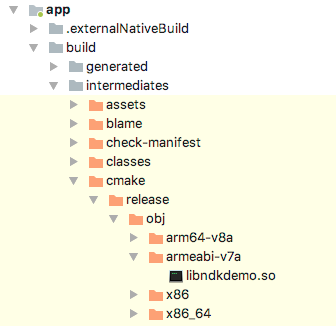 app
.externalNativeBuild
build
generated
intermediates
assets
blame
check-manifest
classes
cmake
release
obj
arm64-v8a
armeabi-v7a
libndkdemo.so
x86
x86_64